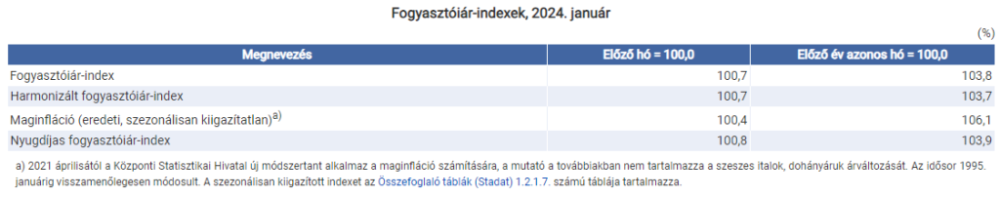 Fogyasztóiár-indexek, 2024. január
(%)
Megnevezés Előző hó = 100,0 Előző év azonos hó = 100,0
Fogyasztóiár-index 100,7 103,8
Harmonizált fogyasztóiár-index 100,7 103,7
Maginfláció (eredeti, szezonálisan kiigazítatlan)a) 100,4 106,1
Nyugdíjas fogyasztóiár-index 100,8 103,9
a) 2021 áprilisától a Központi Statisztikai Hivatal új módszertant alkalmaz a maginfláció számítására, a mutató a továbbiakban nem tartalmazza a szeszes italok, dohányáruk árváltozását. Az idősor 1995.
januárig visszamenőlegesen módosult. A szezonálisan kiigazított indexet az Összefoglaló táblák (Stadat) 1.2.1.7. számú táblája tartalmazza.